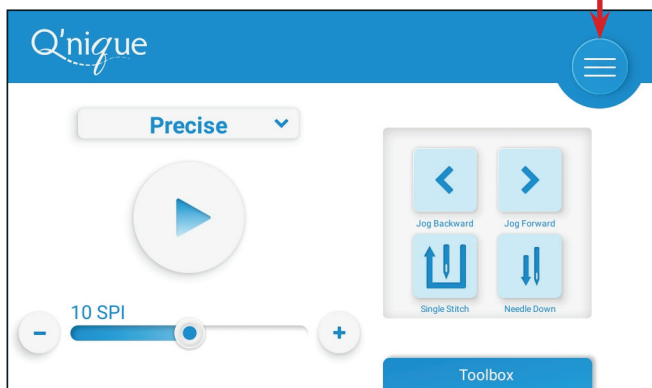 Q'nique
Precise
10 SPI
Jog Backward
Jog Forward
Single Stitch
Needle Down
Toolbox